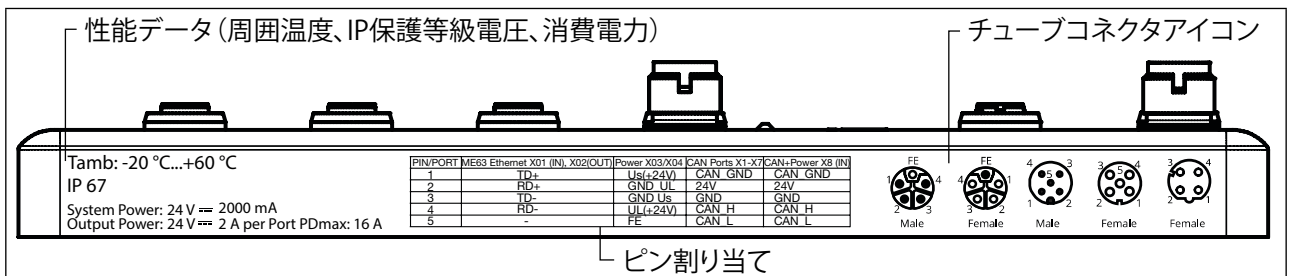 性能データ（周囲温度、IP保護等級電圧、消費電力）
チューブコネクタアイコン
Tamb: -20 °C...+60 °C
IP 67
System Power: 24 V ⎓ 2000 mA
Output Power: 24 V ⎓ 2 A per Port PDmax: 16 A
PIN/PORT ME63 Ethernet X01 (IN), X02(OUT) Power X03/X04 CAN Ports X1-X7 CAN+Power X8 (IN)
1 TD+ Us(+24V) CAN_GND CAN_GND
2 RD+ GND_UL 24V 24V
3 TD- GND Us GND GND
4 RD- UL(+24V) CAN_H CAN_H
5 - FE CAN_L CAN_L
FE 1 4 5 2 3 Male
FE 4 1 3 2 Female
4 3 5 1 2 Male
3 4 5 2 1 Female
3 4 2 1 Female
ピン割り当て